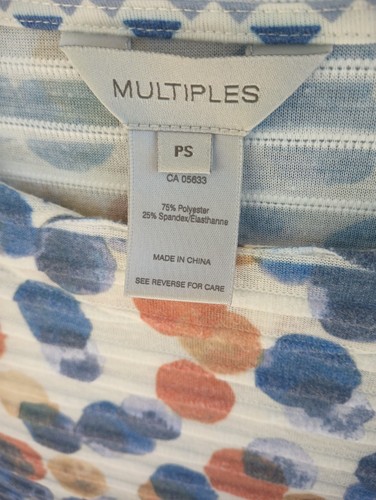 MULTIPLES
PS
CA 05633
75% Polyester
25% Spandex/Elasthanne
MADE IN CHINA
SEE REVERSE FOR CARE